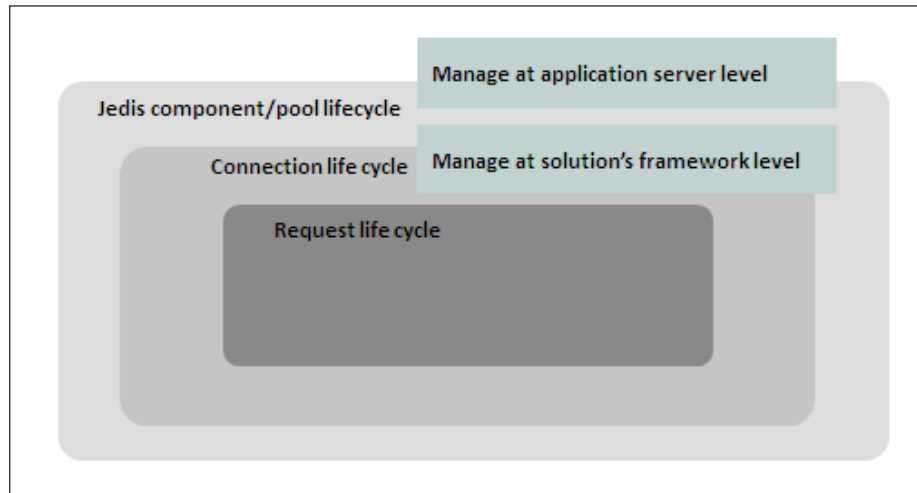 Manage at application server level
Jedis component/pool lifecycle
Manage at solution's framework level
Connection life cycle
Request life cycle